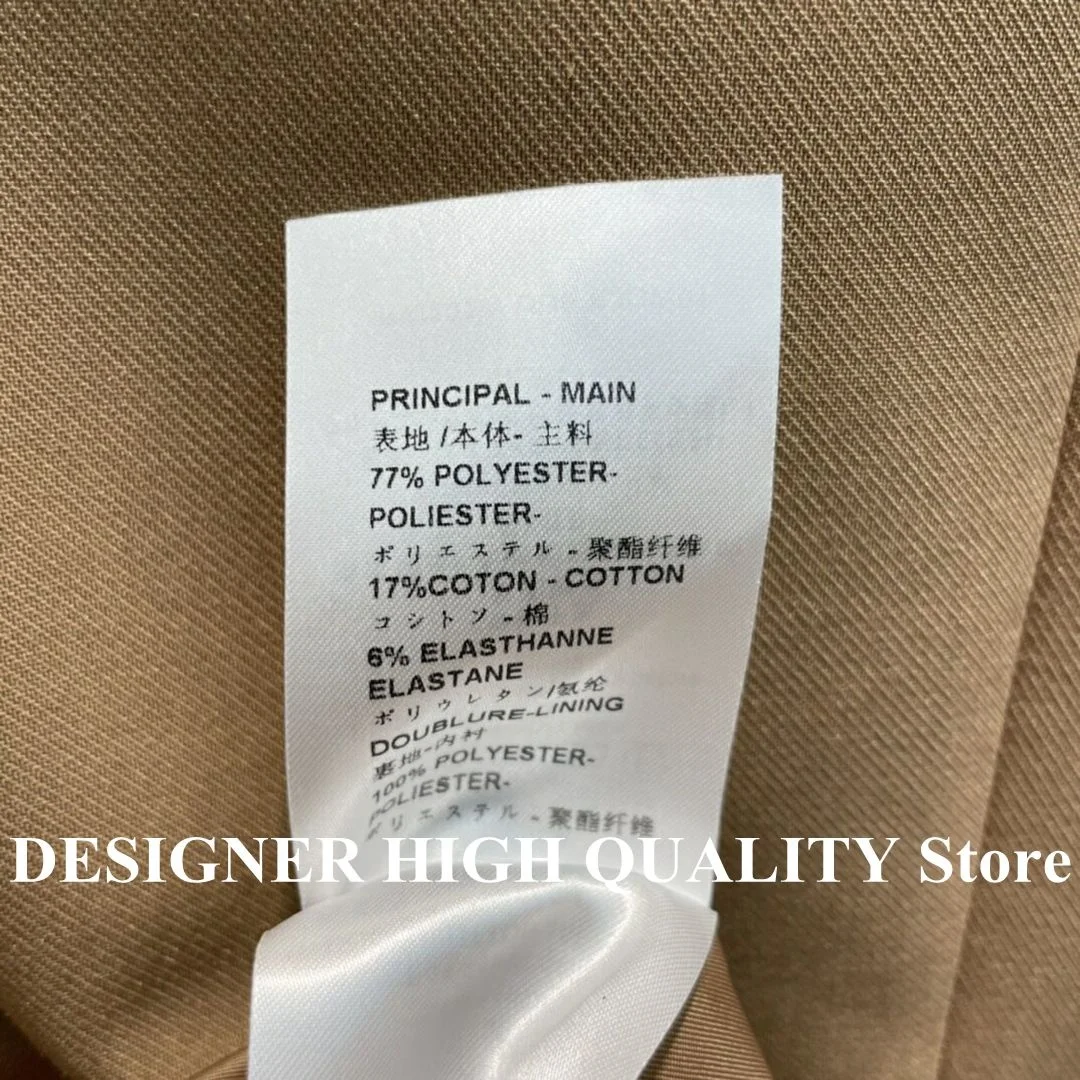 PRINCIPAL - MAIN
表地 /本体- 主料
77% POLYESTER-
POLIESTER-
ポリエステル - 聚酯纤维
17%COTON - COTTON
コシトソ - 棉
6% ELASTHANNE
ELASTANE
ポリウレタン/氨纶
DOUBLURE-LINING
裏地-内衬
100% POLYESTER-
POLIESTER-
ポリエステル - 聚酯纤维
DESIGNER HIGH QUALITY Store